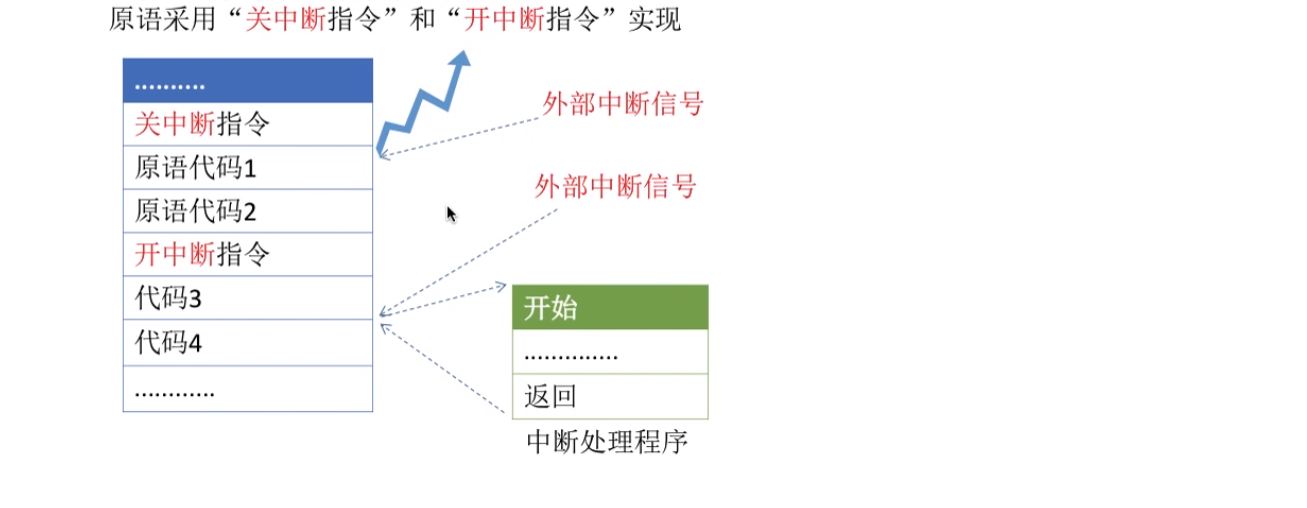 原语采用“关中断指令”和“开中断指令”实现
..........
关中断指令
原语代码1
原语代码2
开中断指令
代码3
代码4
............
外部中断信号
外部中断信号
开始
..............
返回
中断处理程序